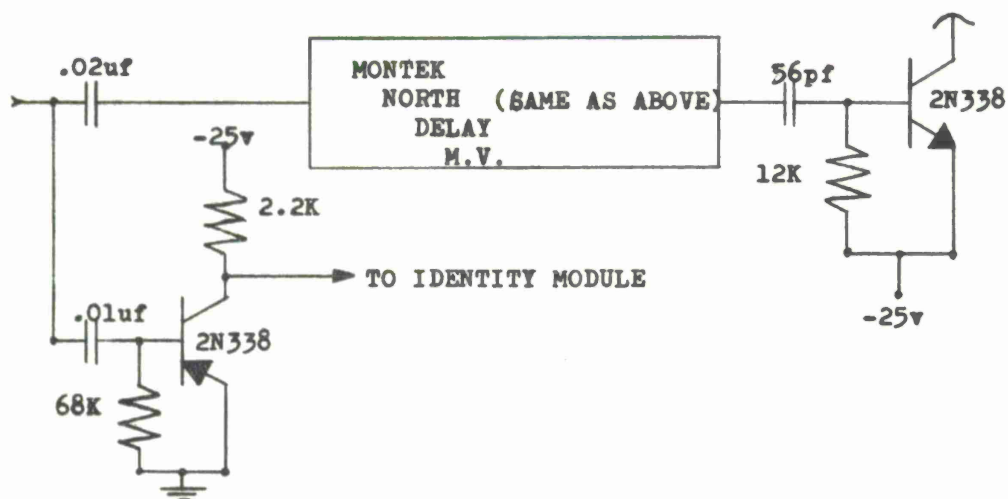 .02uf
MONTEK
NORTH (SAME AS ABOVE)
DELAY
M.V.
56pf
2N338
-25v
12K
2.2K
TO IDENTITY MODULE
-25v
.01uf
2N338
68K